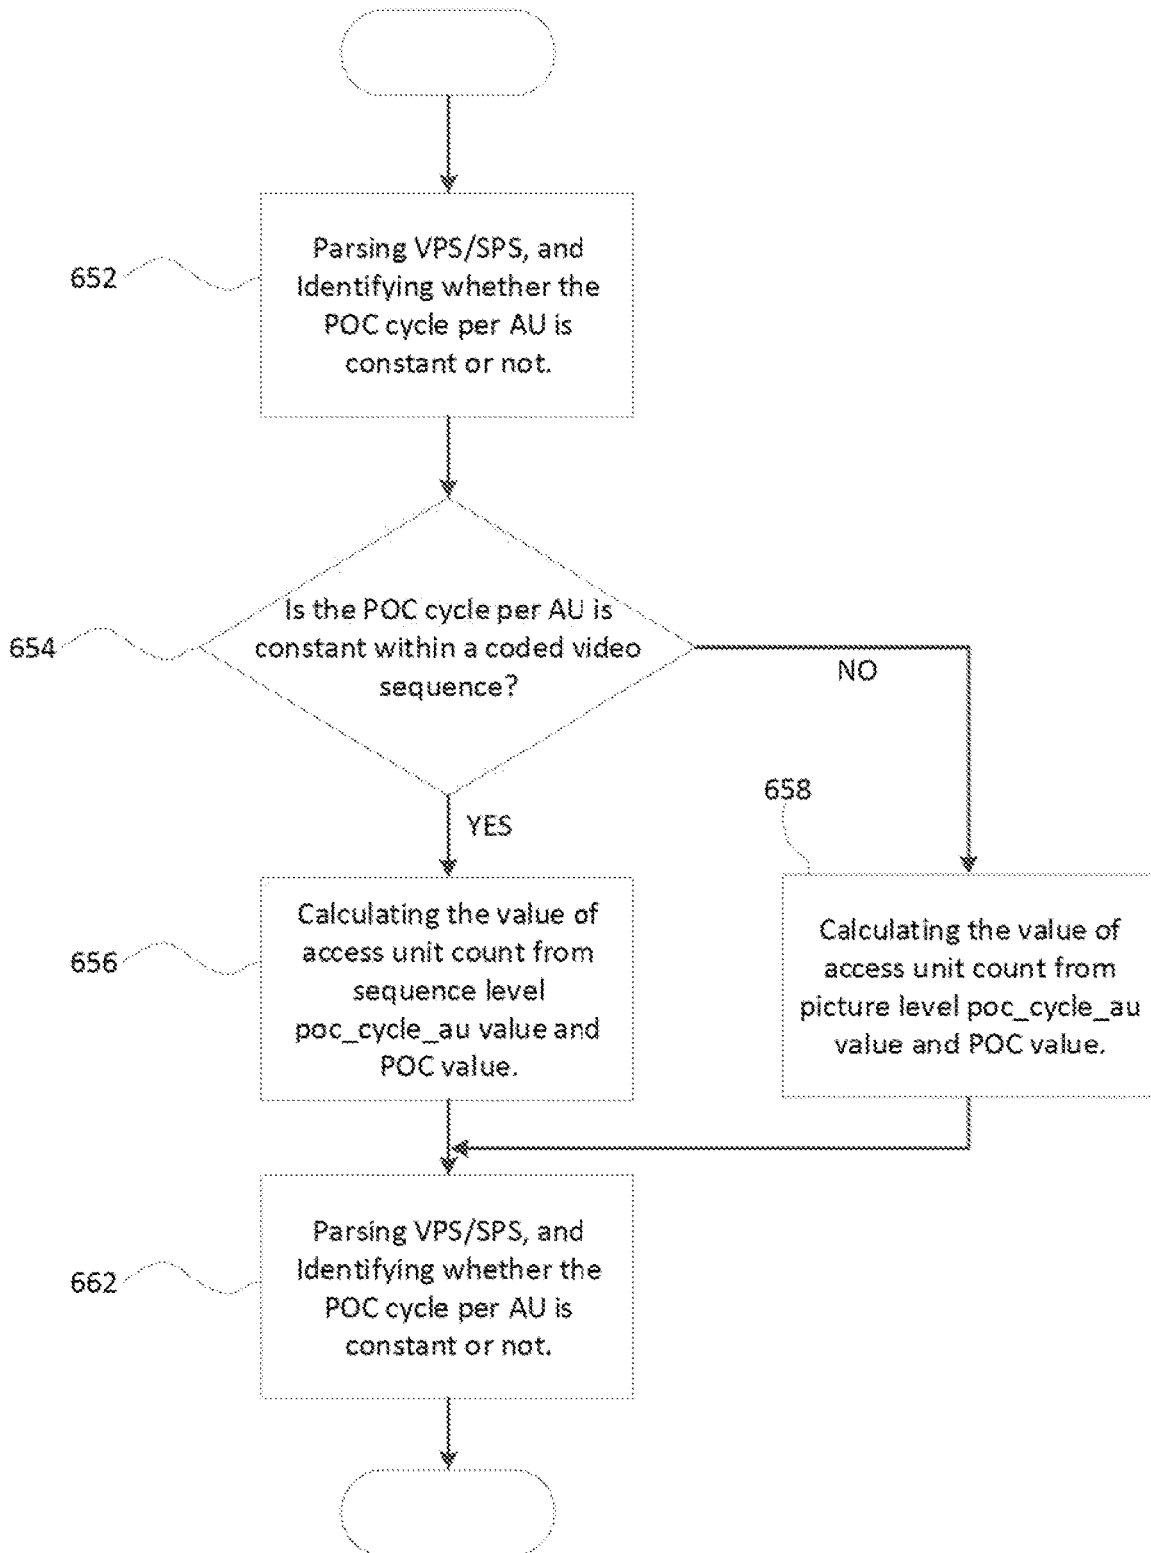 652
Parsing VPS/SPS, and
Identifying whether the
POC cycle per AU is
constant or not.
654
Is the POC cycle per AU is
constant within a coded video
sequence?
NO
YES
658
656
Calculating the value of
access unit count from
sequence level
poc_cycle_au value and
POC value.
Calculating the value of
access unit count from
picture level poc_cycle_au
value and POC value.
662
Parsing VPS/SPS, and
Identifying whether the
POC cycle per AU is
constant or not.